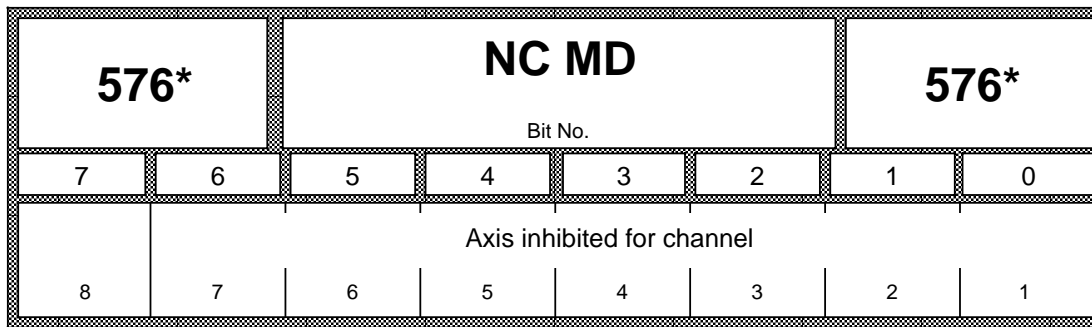 576* NC MD 576*
Bit No.
7 6 5 4 3 2 1 0
Axis inhibited for channel
8 7 6 5 4 3 2 1